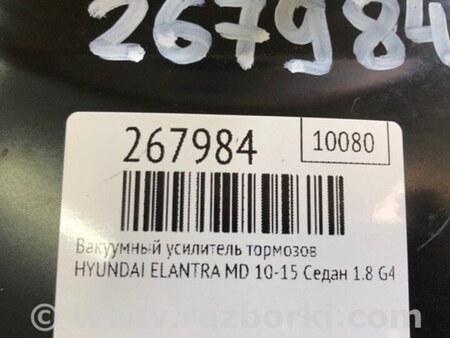 267984
267984
10080
Вакуумный усилитель тормозов
HYUNDAI ELANTRA MD 10-15 Седан 1.8 G4
© www.razborki.com